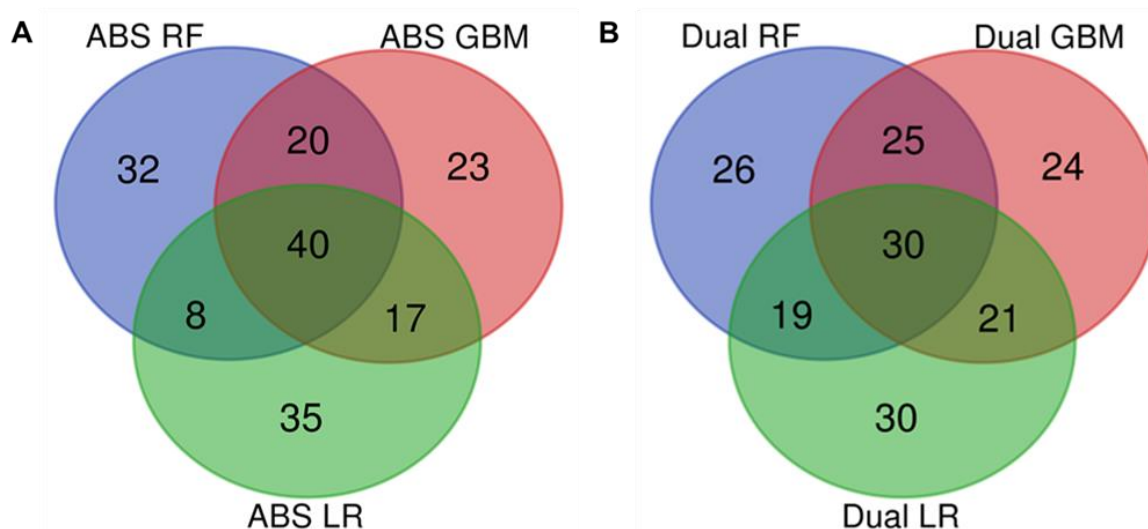 A
ABS RF
ABS GBM
32
20
23
40
8
17
35
ABS LR
B
Dual RF
Dual GBM
26
25
24
30
19
21
30
Dual LR